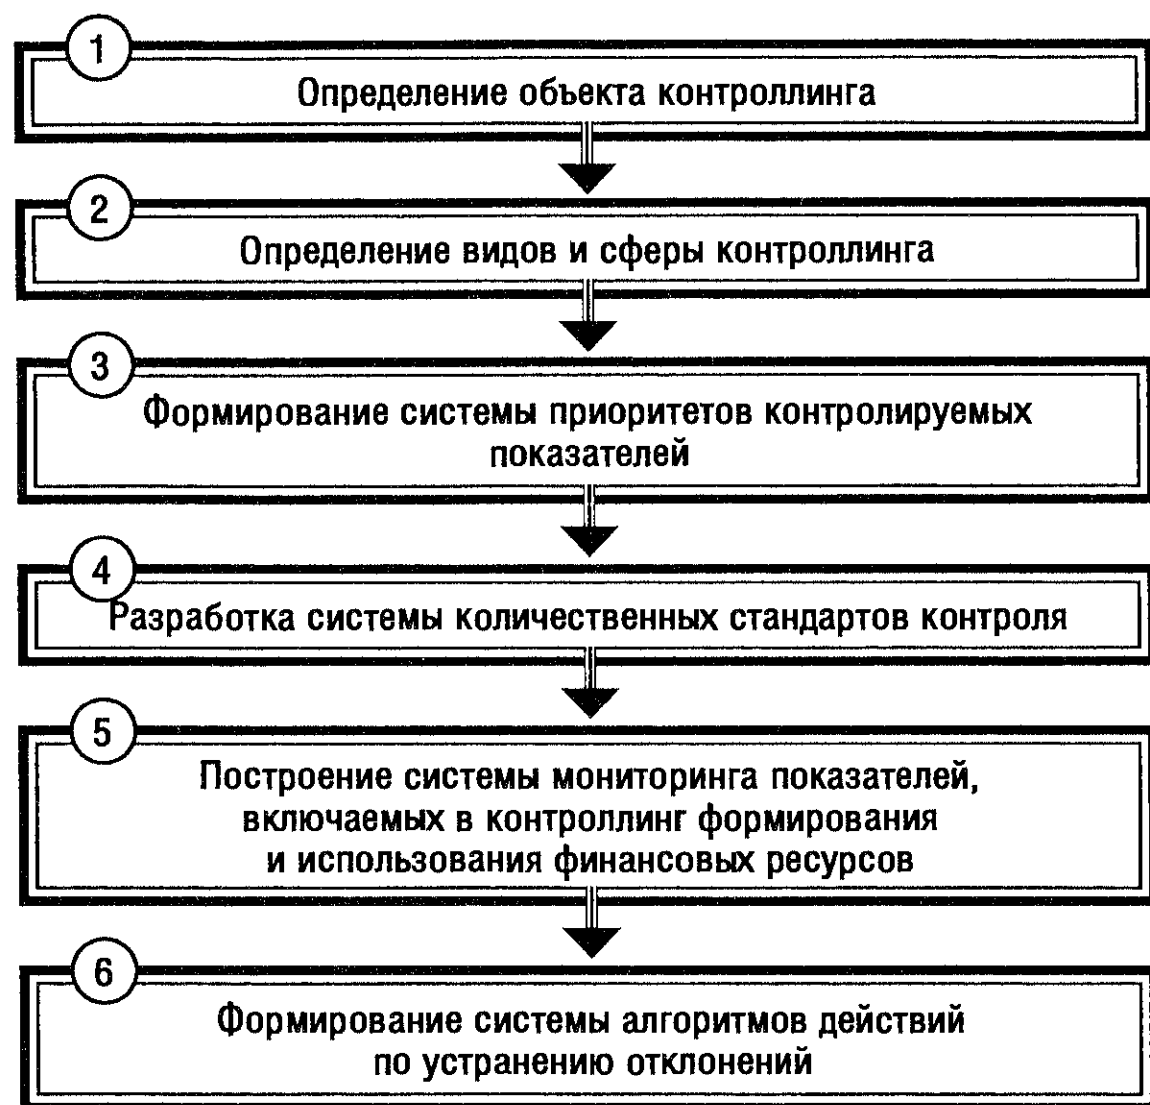 1
Определение объекта контроллинга
2
Определение видов и сферы контроллинга
3
Формирование системы приоритетов контролируемых
показателей
4
Разработка системы количественных стандартов контроля
5
Построение системы мониторинга показателей,
включаемых в контроллинг формирования
и использования финансовых ресурсов
6
Формирование системы алгоритмов действий
по устранению отклонений